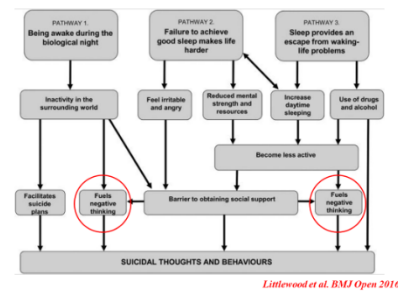 PATHWAY 1.
Being awake during the
biological night
PATHWAY 2.
Failure to achieve
good sleep makes life
harder
PATHWAY 3.
Sleep provides an
escape from waking-
life problems
Inactivity in the
surrounding world
Feel irritable
and angry
Reduced mental
strength and
resources
Increase
daytime
sleeping
Use of drugs
and alcohol
Become less active
Facilitates
suicide
plans
Fuels
negative
thinking
Barrier to obtaining social support
Fuels
negative
thinking
SUICIDAL THOUGHTS AND BEHAVIOURS
Littlewood et al. BMJ Open 2016